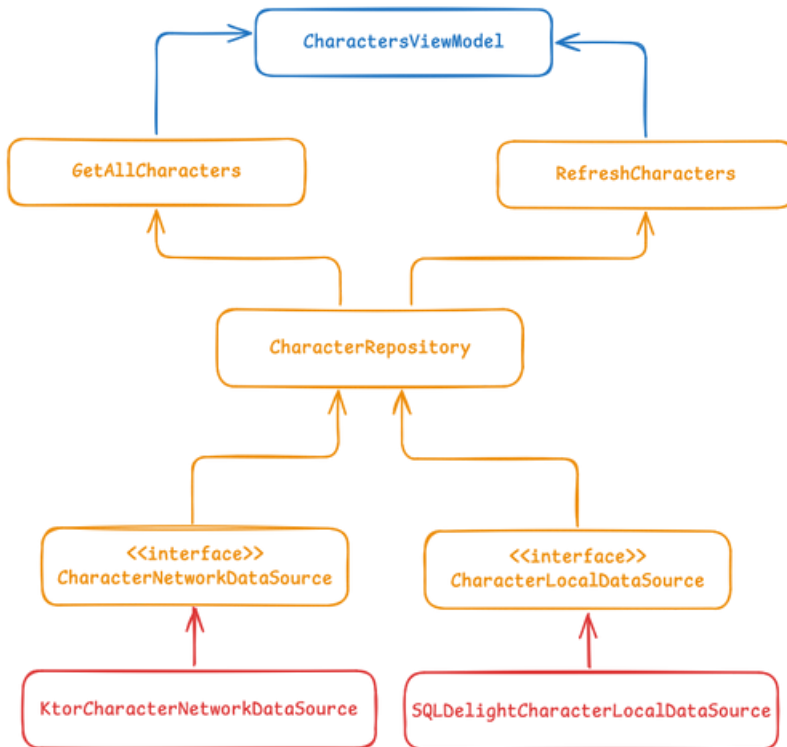 CharactersViewModel
GetAllCharacters
RefreshCharacters
CharacterRepository
<<interface>>
CharacterNetworkDataSource
<<interface>>
CharacterLocalDataSource
KtorCharacterNetworkDataSource
SQLDelightCharacterLocalDataSource